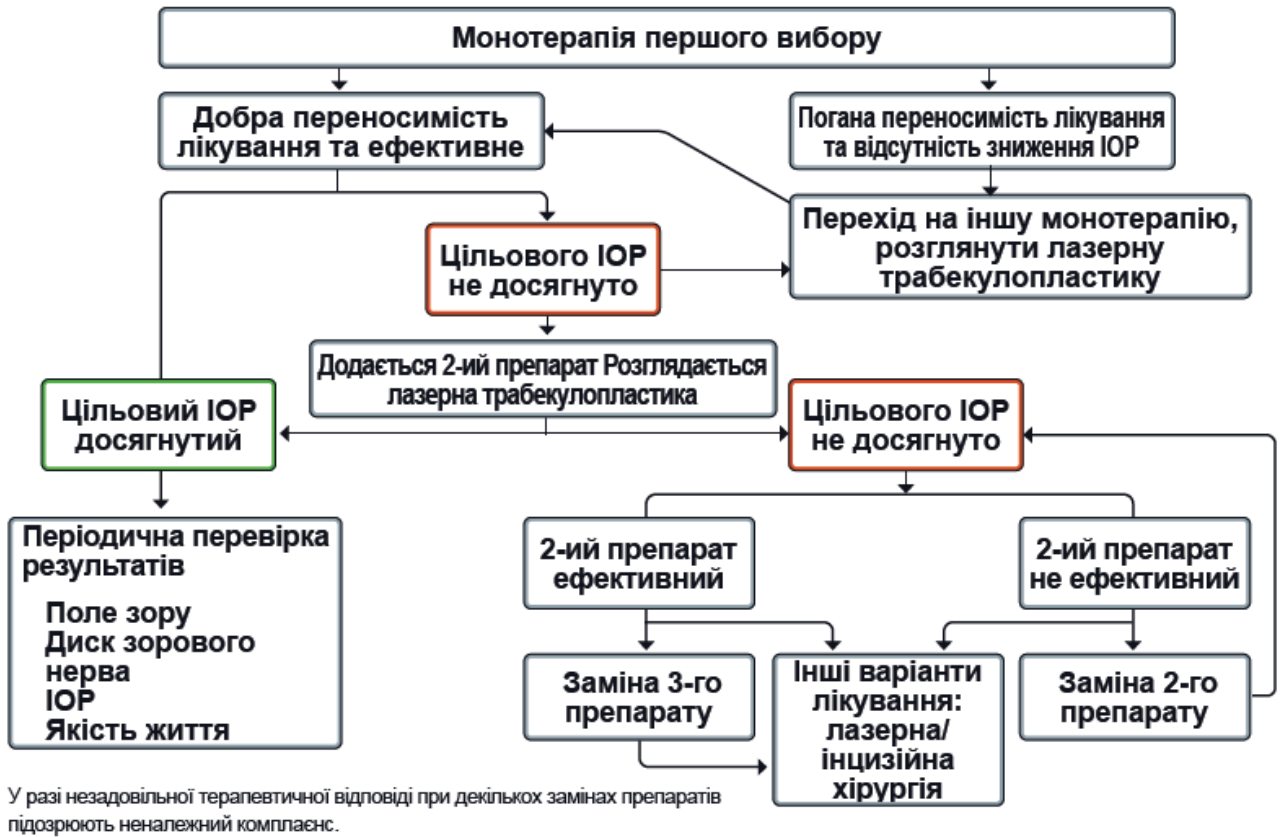 Монотерапія першого вибору
Добра переносимість
лікування та ефективне
Погана переносимість лікування
та відсутність зниження ІОР
Перехід на іншу монотерапію,
розглянути лазерну
трабекулопластику
Цільового ІОР
не досягнуто
Додається 2-ий препарат Розглядається
лазерна трабекулопластика
Цільовий ІОР
досягнутий
Цільового ІОР
не досягнуто
Періодична перевірка
результатів
Поле зору
Диск зорового
нерва
ІОР
Якість життя
2-ий препарат
ефективний
2-ий препарат
не ефективний
Заміна 3-го
препарату
Інші варіанти
лікування:
лазерна/
інцизійна
хірургія
Заміна 2-го
препарату
У разі незадовільної терапевтичної відповіді при декількох замінах препаратів
підозрюють неналежний комплаєнс.